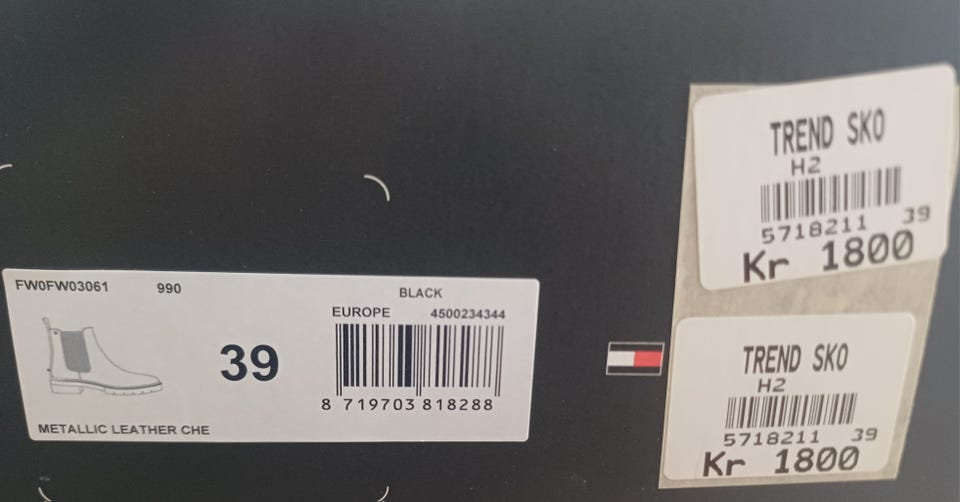 FW0FW03061 990 BLACK
EUROPE 4500234344
39
8 719703 818288
METALLIC LEATHER CHE
TREND SKO
H2
5718211 39
Kr 1800
TREND SKO
H2
5718211 39
Kr 1800